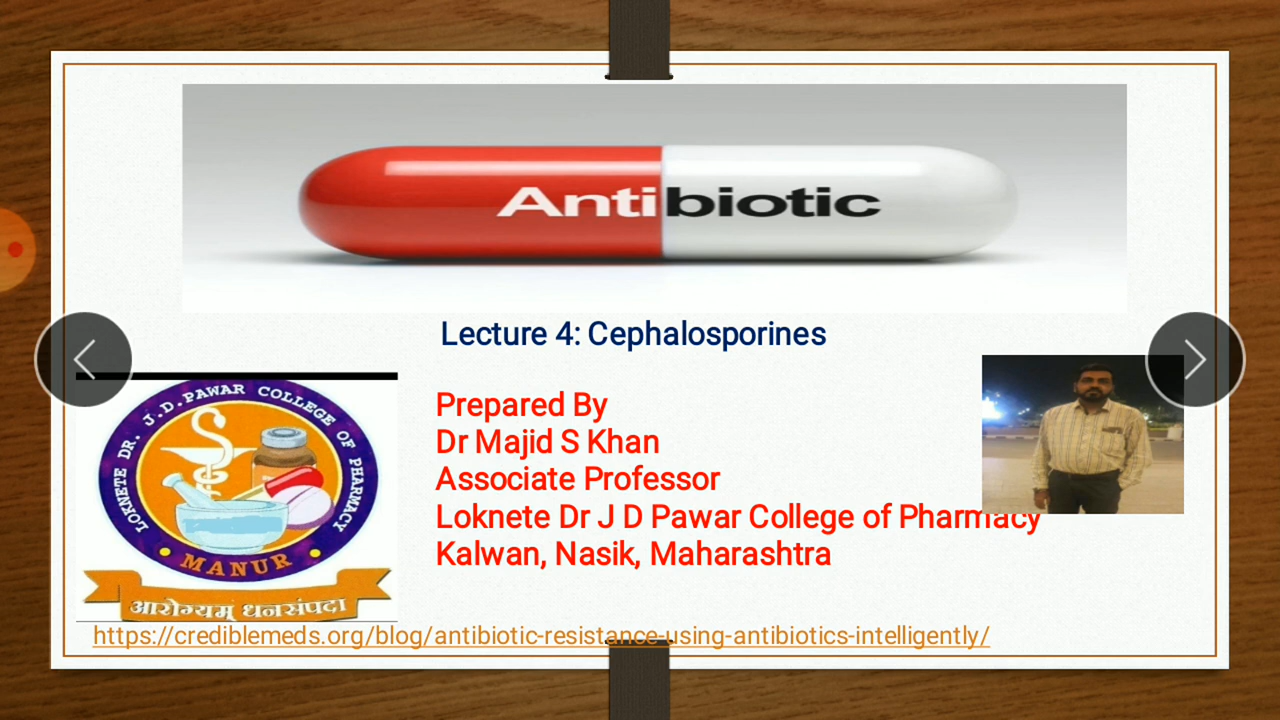 Antibiotic
Lecture 4: Cephalosporines
Prepared By
Dr Majid S Khan
Associate Professor
Loknete Dr J D Pawar College of Pharmacy
Kalwan, Nasik, Maharashtra
LOKNETE DR. J.D.PAWAR COLLEGE OF PHARMACY
MANUR
आरोग्यम् धनसंपदा
https://crediblemeds.org/blog/antibiotic-resistance-using-antibiotics-intelligently/